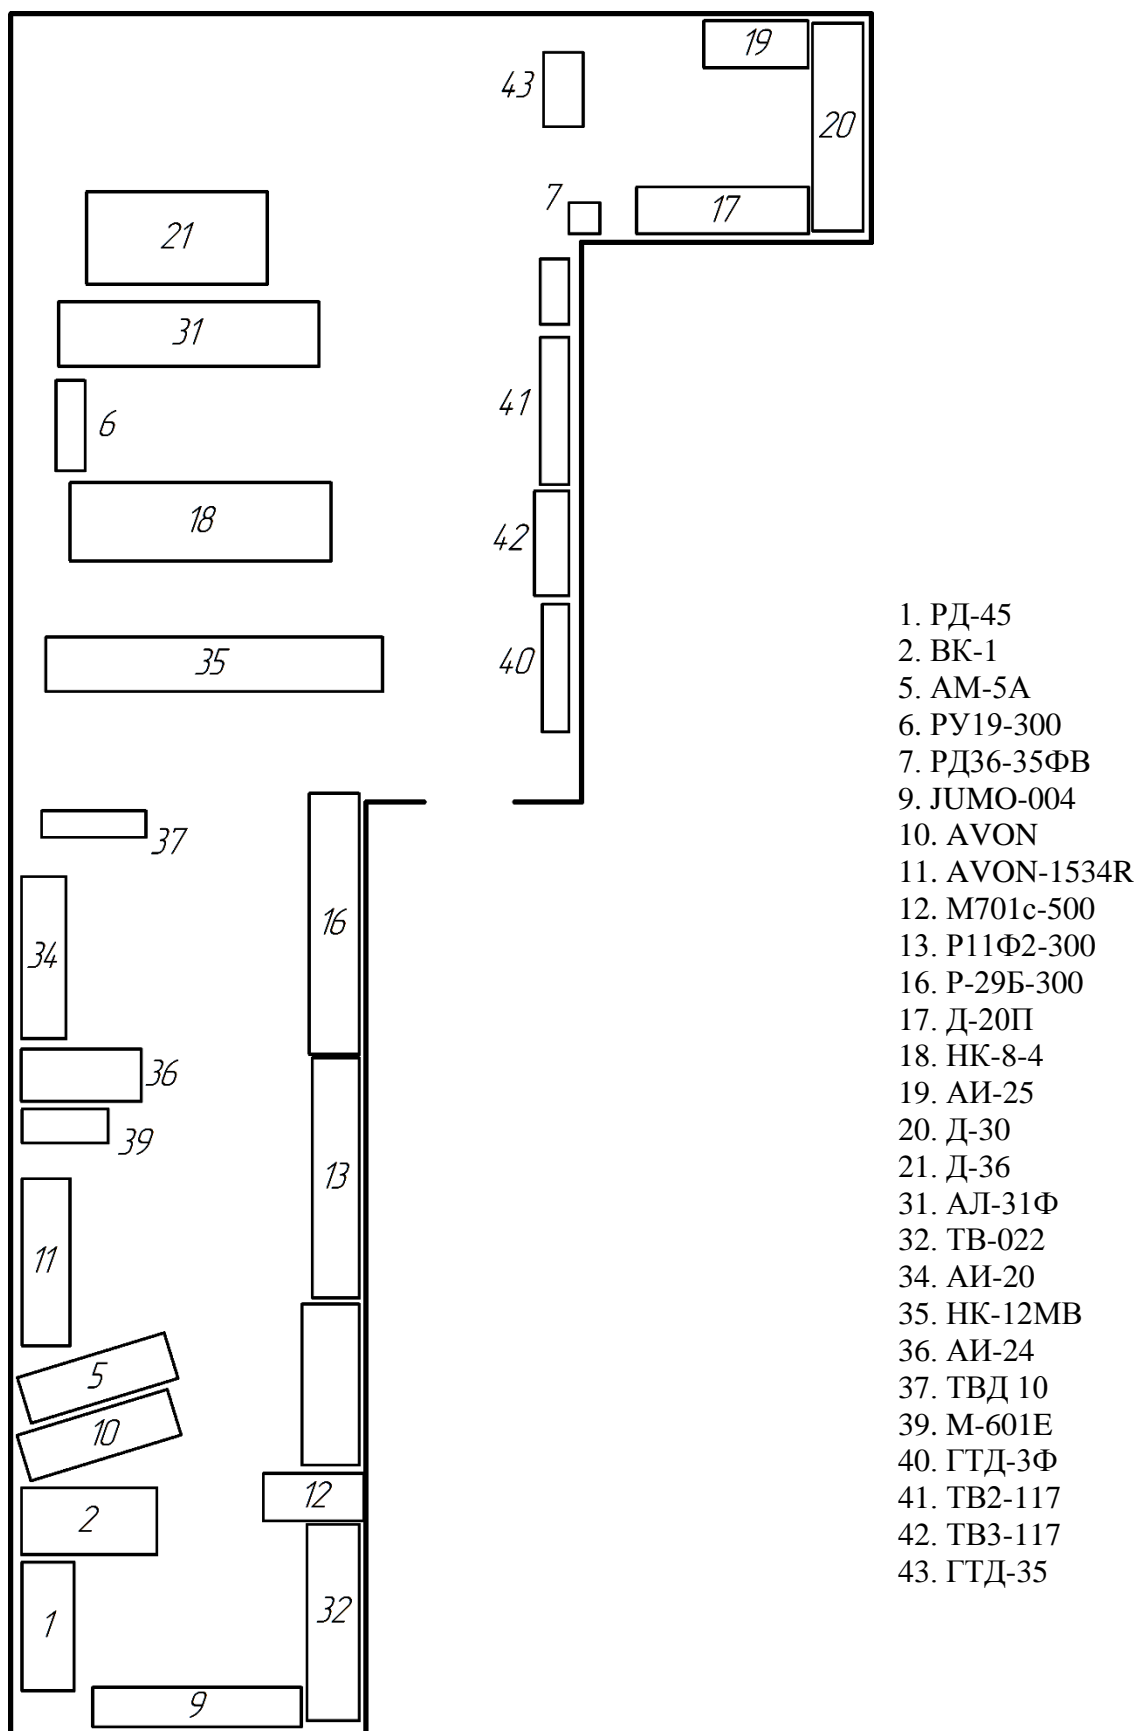 19
43
20
7
17
21
31
41
6
18
42
35
40
37
16
34
36
39
13
11
5
10
12
2
32
1
9
1. РД-45
2. ВК-1
5. АМ-5А
6. РУ19-300
7. РД36-35ФВ
9. JUMO-004
10. AVON
11. AVON-1534R
12. М701с-500
13. Р11Ф2-300
16. Р-29Б-300
17. Д-20П
18. НК-8-4
19. АИ-25
20. Д-30
21. Д-36
31. АЛ-31Ф
32. ТВ-022
34. АИ-20
35. НК-12МВ
36. АИ-24
37. ТВД 10
39. М-601Е
40. ГТД-3Ф
41. ТВ2-117
42. ТВ3-117
43. ГТД-35